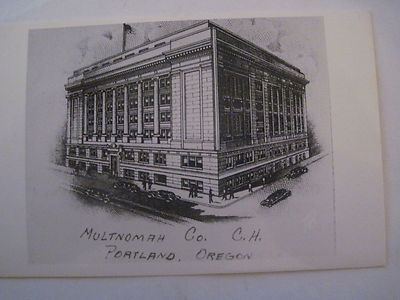 MULTNOMAH Co. C.H.
PORTLAND, OREGON